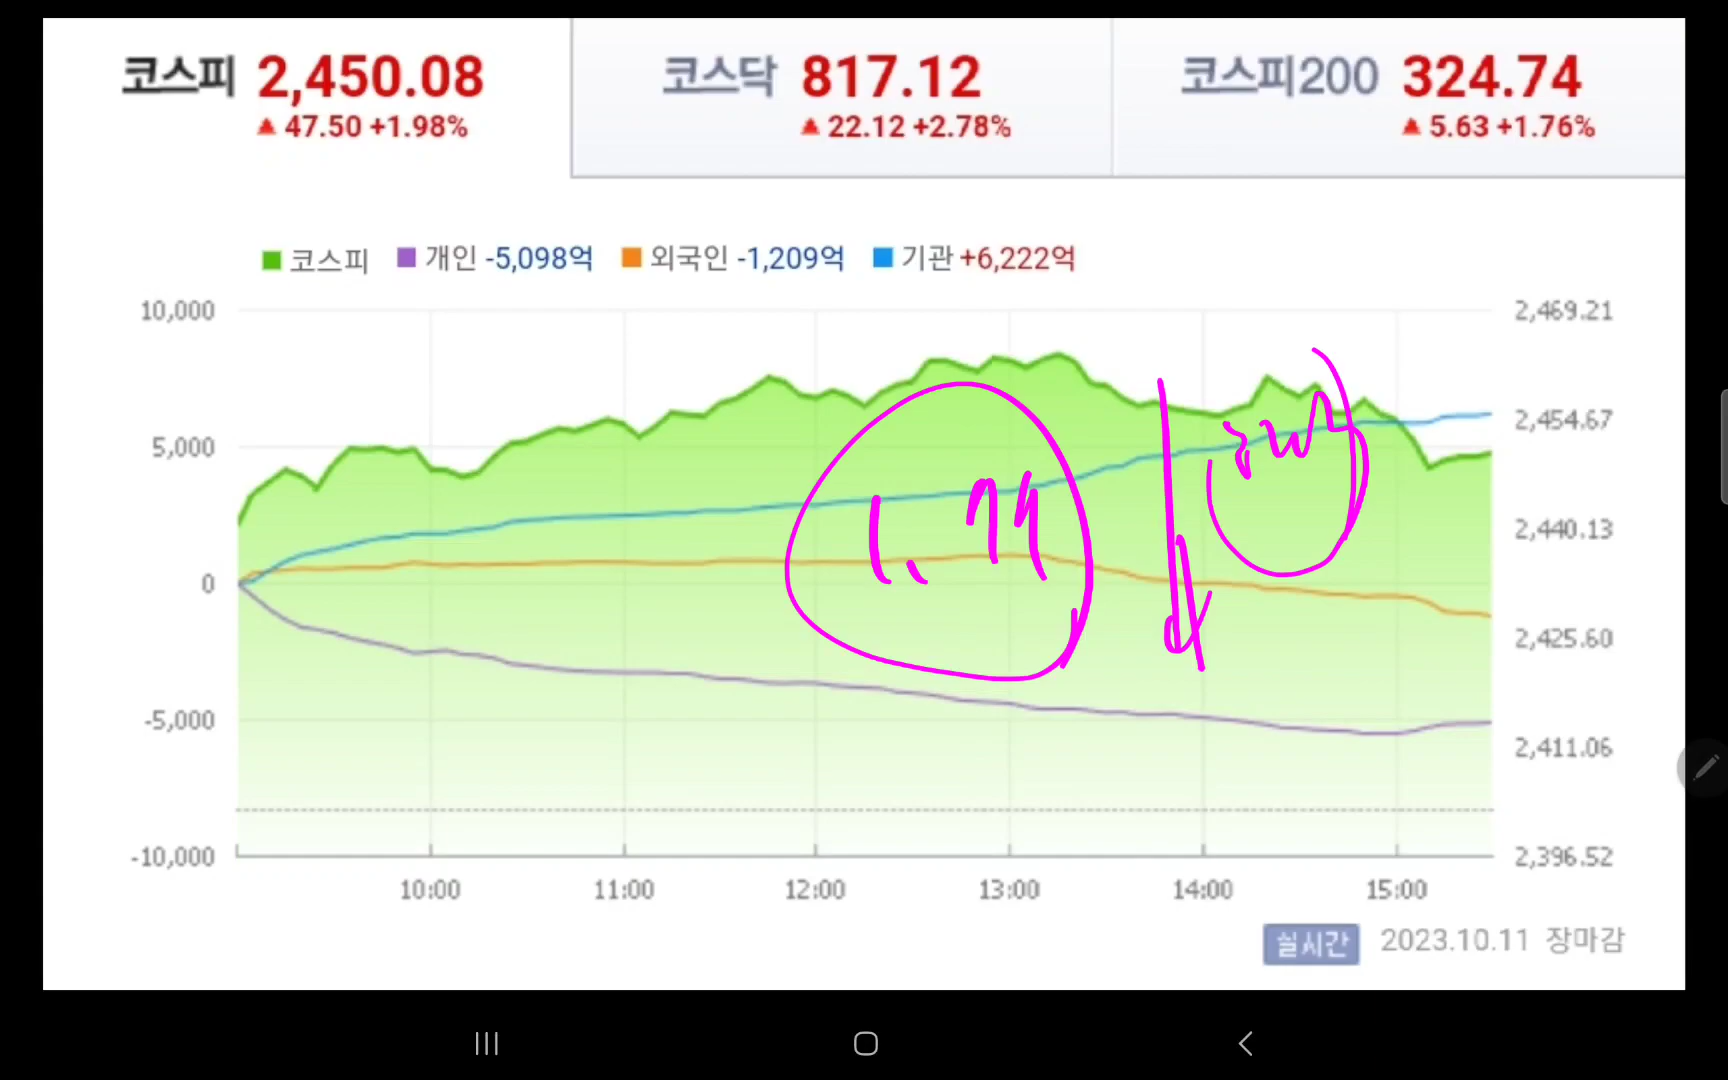 코스피 2,450.08 코스닥 817.12 코스피200 324.74
▲ 47.50 +1.98% ▲ 22.12 +2.78% ▲ 5.63 +1.76%
코스피 개인 -5,098억 외국인 -1,209억 기관 +6,222억
10,000 2,469.21
2,454.67
5,000
2,440.13
0
2,425.60
-5,000
2,411.06
-10,000 2,396.52
10:00 11:00 12:00 13:00 14:00 15:00
실시간 2023.10.11 장마감